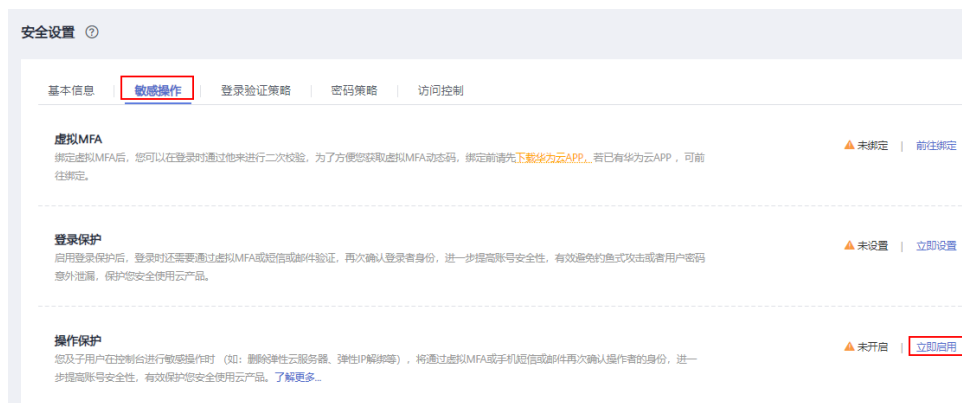 安全设置 ?
基本信息 | 敏感操作 | 登录验证策略 | 密码策略 | 访问控制
虚拟MFA
绑定虚拟MFA后，您可以在登录时通过他来进行二次校验，为了方便您获取虚拟MFA动态码，绑定前请先下载华为云APP，若已有华为云APP ，可前
往绑定。
未绑定 | 前往绑定
登录保护
启用登录保护后，登录时还需要通过虚拟MFA或短信或邮件验证，再次确认登录者身份，进一步提高账号安全性，有效避免钓鱼式攻击或者用户密码
意外泄漏，保护您安全使用云产品。
未设置 | 立即设置
操作保护
您及子用户在控制台进行敏感操作时 （如：删除弹性云服务器、弹性IP解绑等），将通过虚拟MFA或手机短信或邮件再次确认操作者的身份，进一
步提高账号安全性，有效保护您安全使用云产品。了解更多...
未开启 | 立即启用